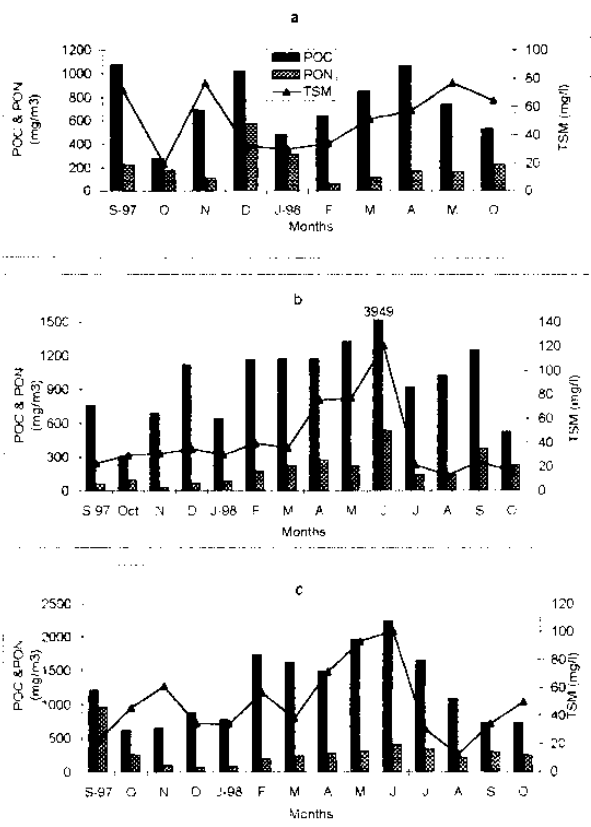 a
POC
PON
TSM
POC & PON
(mg/m3)
1200
1000
800
600
400
200
0
100
80
60
40
20
0
TSM (mg/l)
S-97 O N D J-98 F M A M O
Months
b
3949
POC & PON
(mg/m3)
1500
1200
900
600
300
0
140
120
100
80
60
40
20
0
TSM (mg/l)
S-97 Oct N D J-98 F M A M J J A S O
Months
c
POC &PON
(mg/m3)
2500
2000
1500
1000
500
0
120
100
80
60
40
20
0
TSM (mg/l)
S-97 O N D J-98 F M A M J J A S O
Months